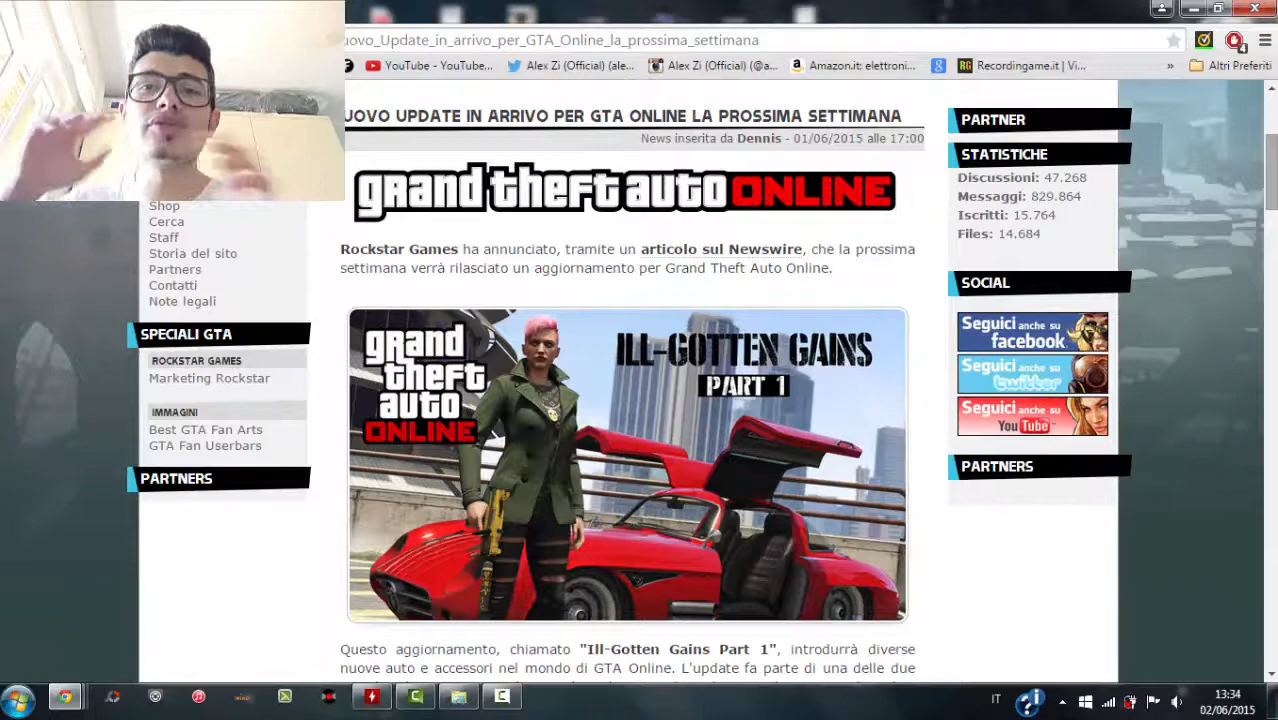 uovo_Update_in_arrivo_per_GTA_Online_la_prossima_settimana
YouTube - YouTube...
Alex Zi (Official) (ale...
Alex Zi (Official) (@a...
Amazon.it: elettroni...
Recordingame.it | Vi...
»
Altri Preferiti
UOVO UPDATE IN ARRIVO PER GTA ONLINE LA PROSSIMA SETTIMANA
News inserita da Dennis - 01/06/2015 alle 17:00
grand theft auto ONLINE
Rockstar Games ha annunciato, tramite un articolo sul Newswire, che la prossima
settimana verrà rilasciato un aggiornamento per Grand Theft Auto Online.
grand
theft
auto
ONLINE
ILL-GOTTEN GAINS
PART 1
Questo aggiornamento, chiamato "Ill-Gotten Gains Part 1", introdurrà diverse
nuove auto e accessori nel mondo di GTA Online. L'update fa parte di una delle due
Shop
Cerca
Staff
Storia del sito
Partners
Contatti
Note legali
SPECIALI GTA
ROCKSTAR GAMES
Marketing Rockstar
IMMAGINI
Best GTA Fan Arts
GTA Fan Userbars
PARTNERS
PARTNER
STATISTICHE
Discussioni: 47.268
Messaggi: 829.864
Iscritti: 15.764
Files: 14.684
SOCIAL
Seguici anche su
facebook
Seguici anche su
twitter
Seguici anche su
YouTube
PARTNERS
IT
13:34
02/06/2015